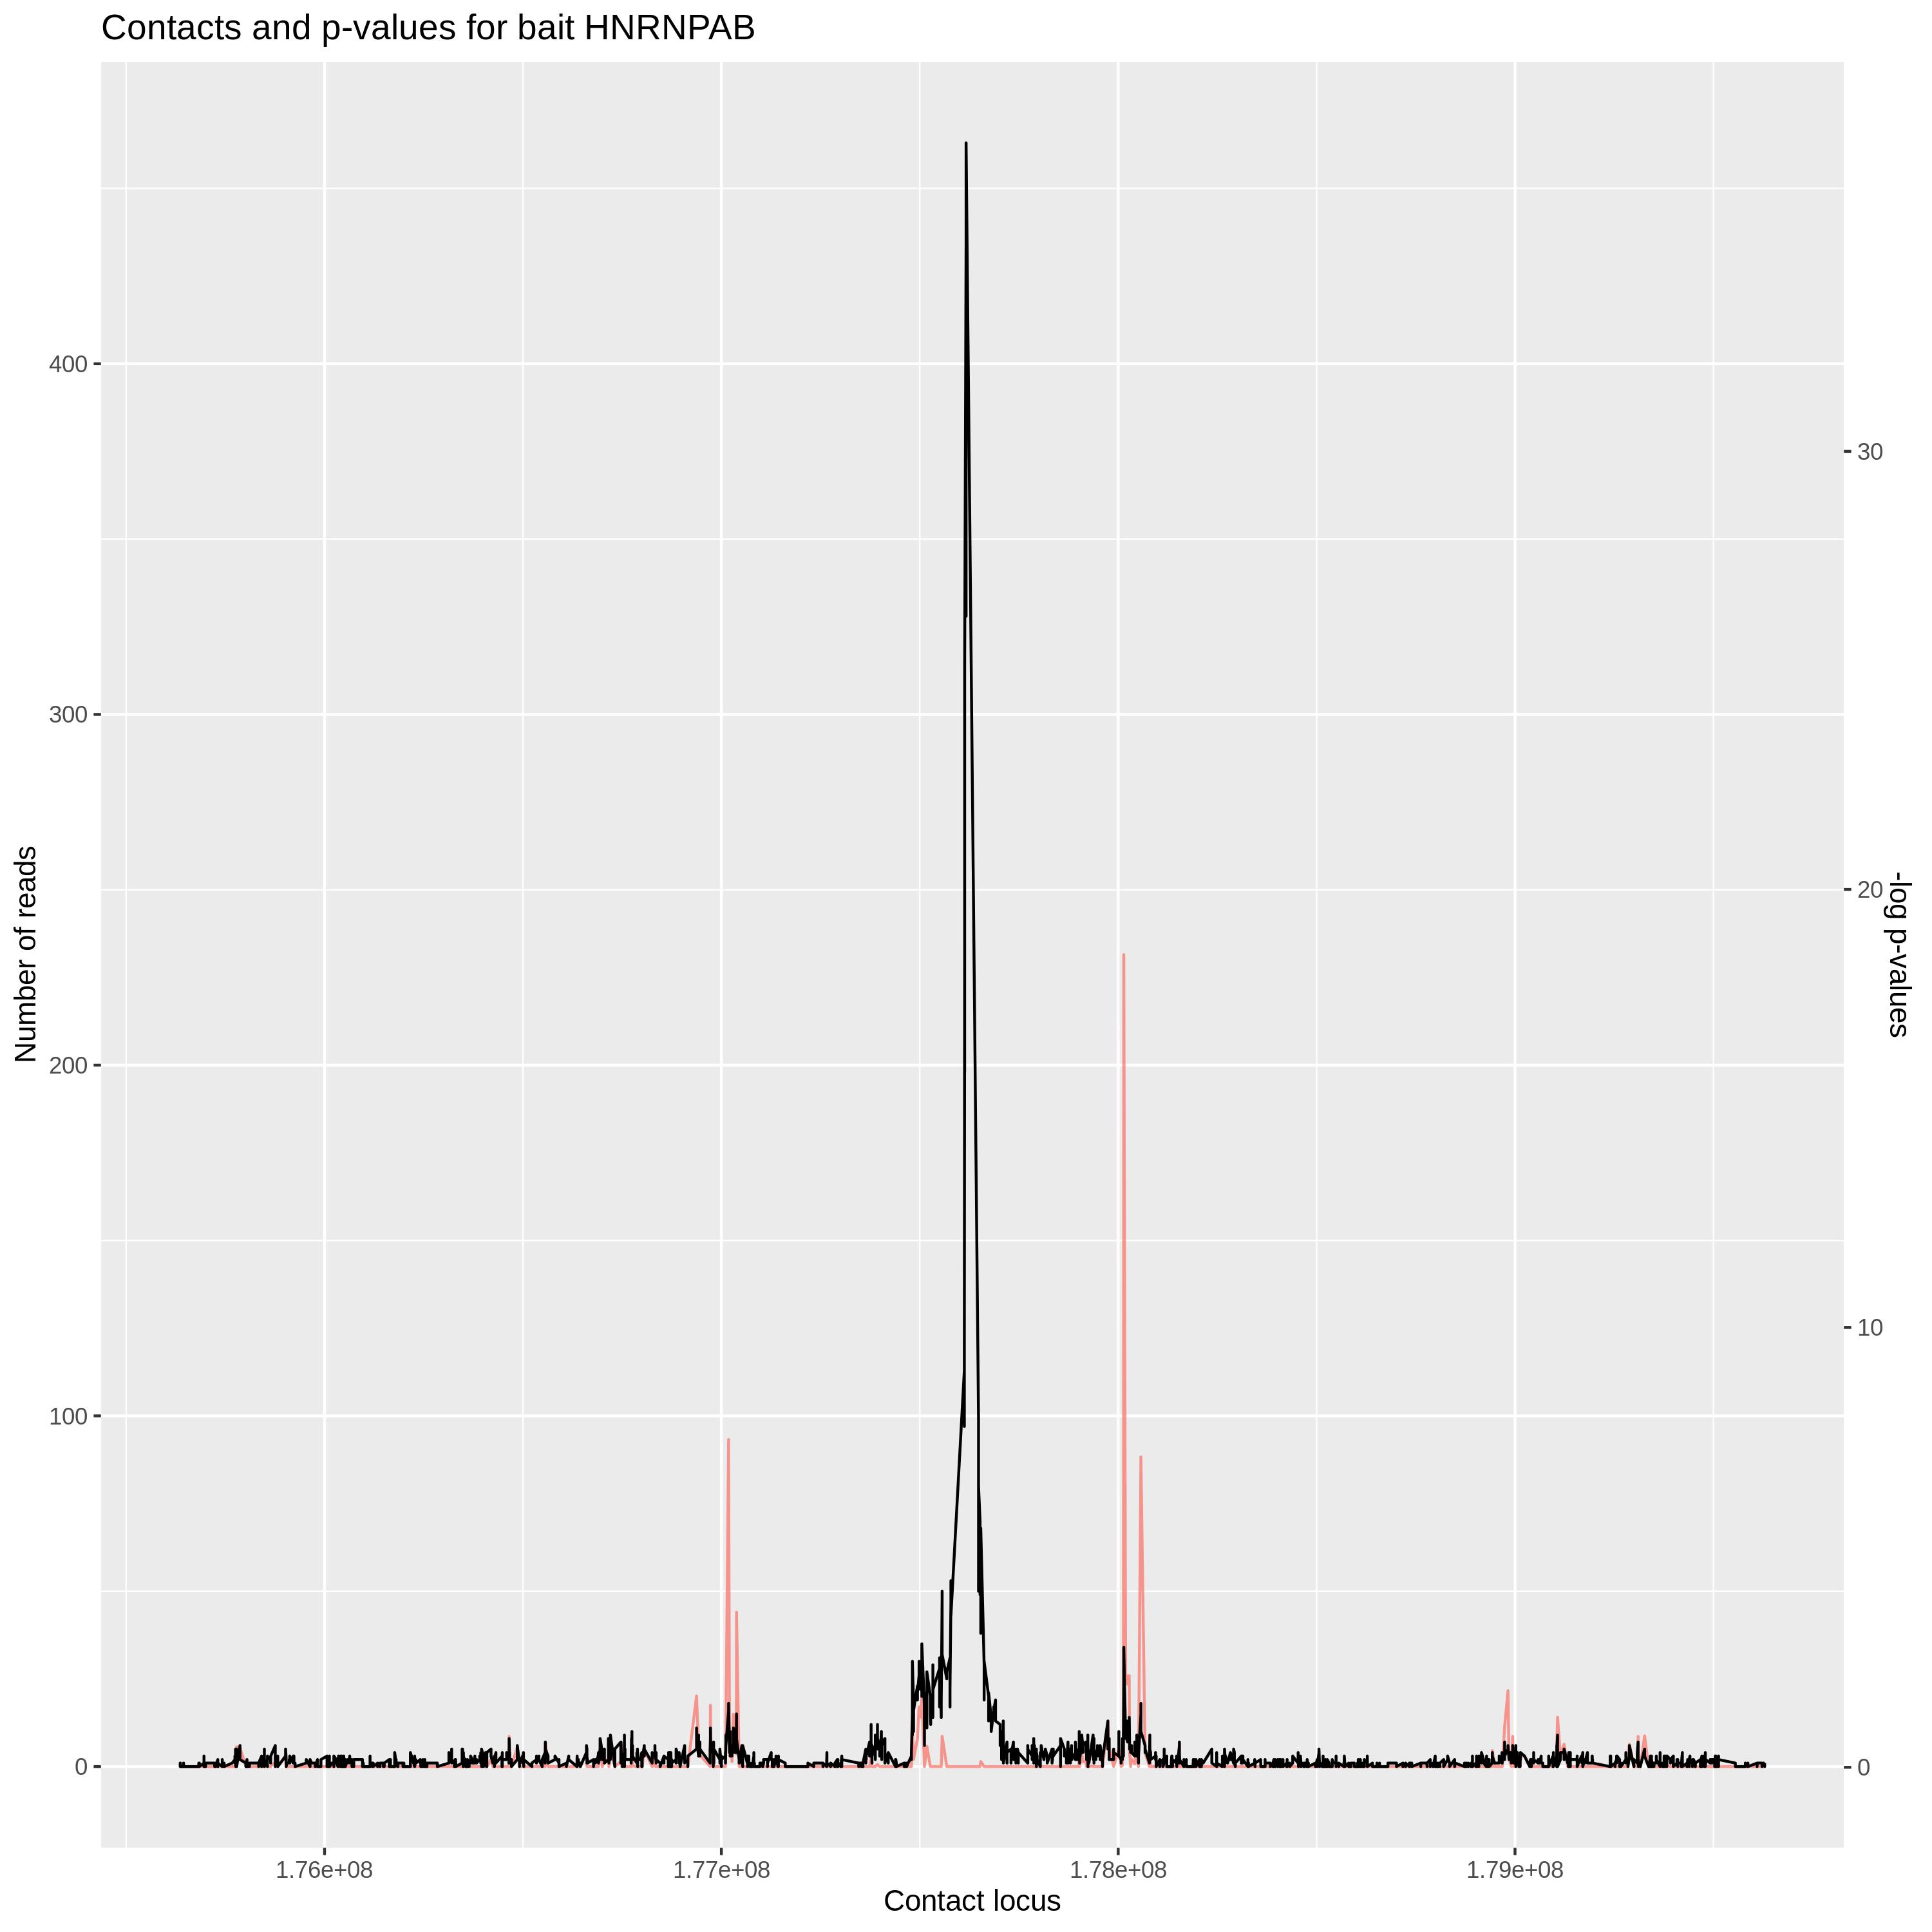 Contacts and p-values for bait HNRNPAB
400
300
200
100
0
30
20
10
0
Number of reads
-log p-values
1.76e+08
1.77e+08
1.78e+08
1.79e+08
Contact locus